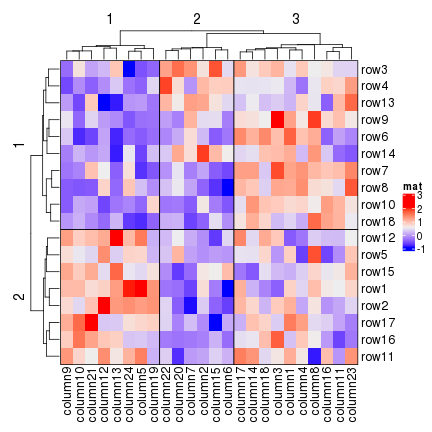 1 2 3
1
2
row3
row4
row13
row9
row6
row14
row7
row8
row10
row18
row12
row5
row15
row1
row2
row17
row16
row11
mat
3
2
1
0
-1
column9
column10
column21
column12
column13
column24
column5
column19
column22
column20
column7
column2
column15
column6
column17
column14
column18
column3
column1
column4
column8
column16
column11
column23